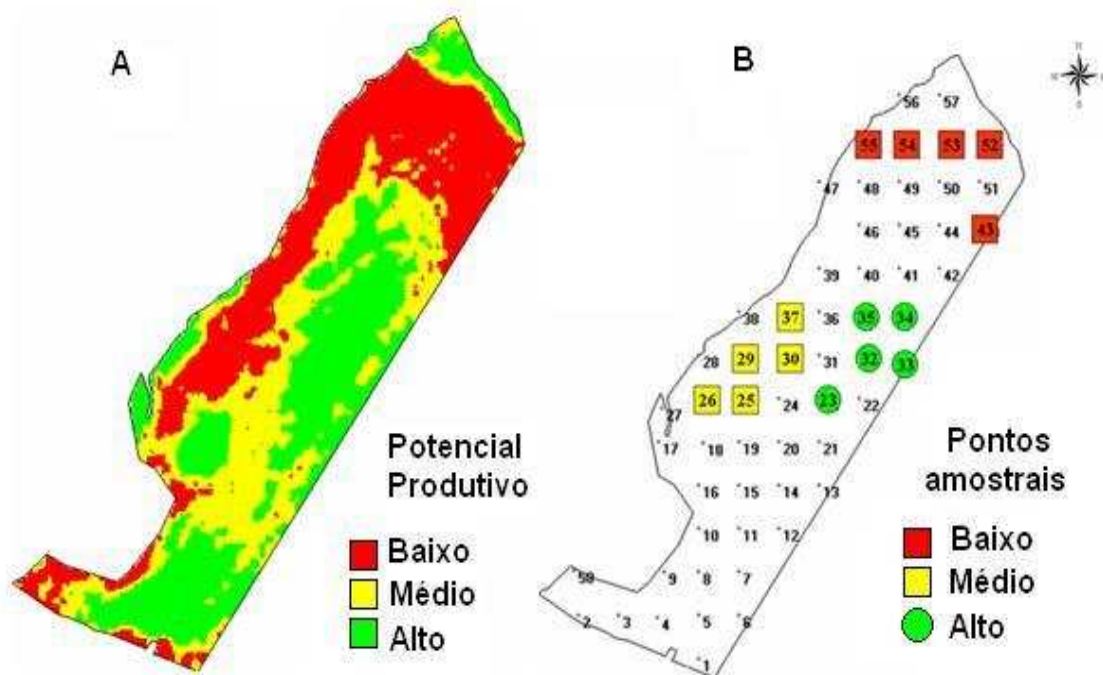 A
Potencial
Produtivo
Baixo
Médio
Alto
B
56 57
55 54 53 52
47 48 49 50 51
46 45 44 43
39 40 41 42
38 37 36 35 34
28 29 30 31 32 33
26 25 24 23 22
27
17 18 19 20 21
16 15 14 13
10 11 12
59 9 8 7
2 3 4 5 6
1
Pontos
amostrais
Baixo
Médio
Alto